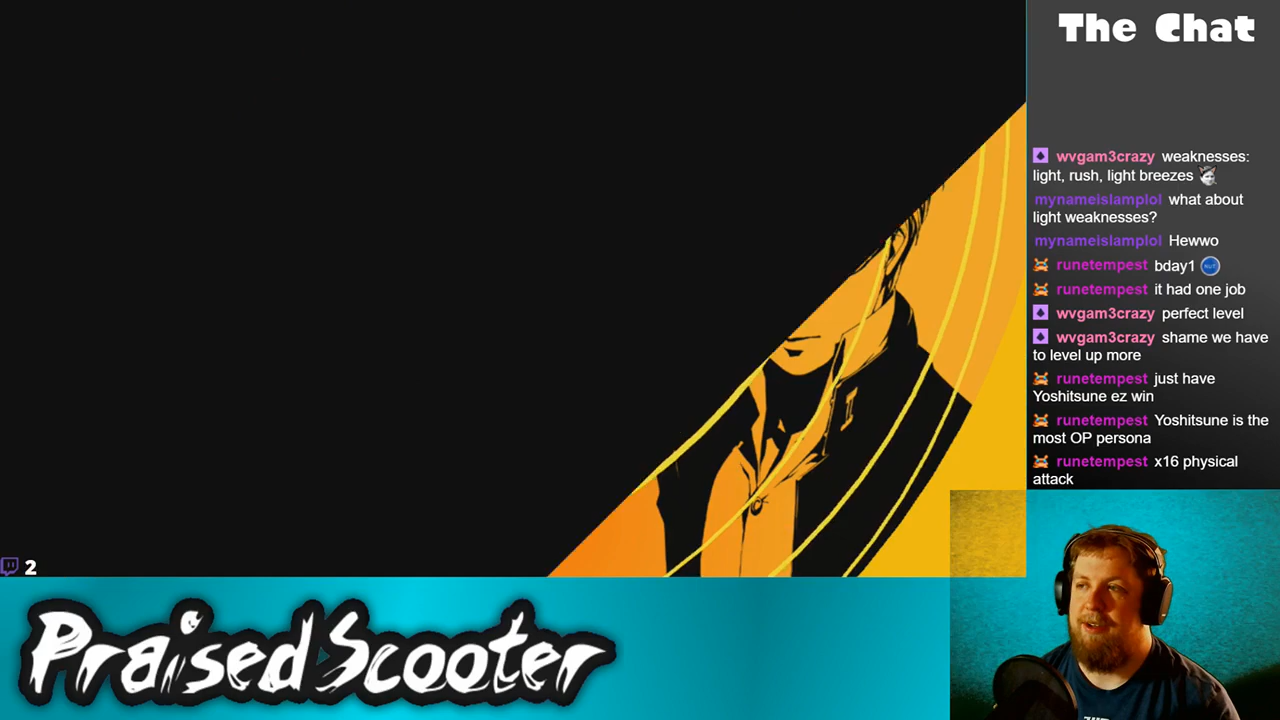 The Chat
wvgam3crazy weaknesses:
light, rush, light breezes
mynameislamplol what about
light weaknesses?
mynameislamplol Hewwo
runetempest bday1
runetempest it had one job
wvgam3crazy perfect level
wvgam3crazy shame we have
to level up more
runetempest just have
Yoshitsune ez win
runetempest Yoshitsune is the
most OP persona
runetempest x16 physical
attack
2
Praised Scooter